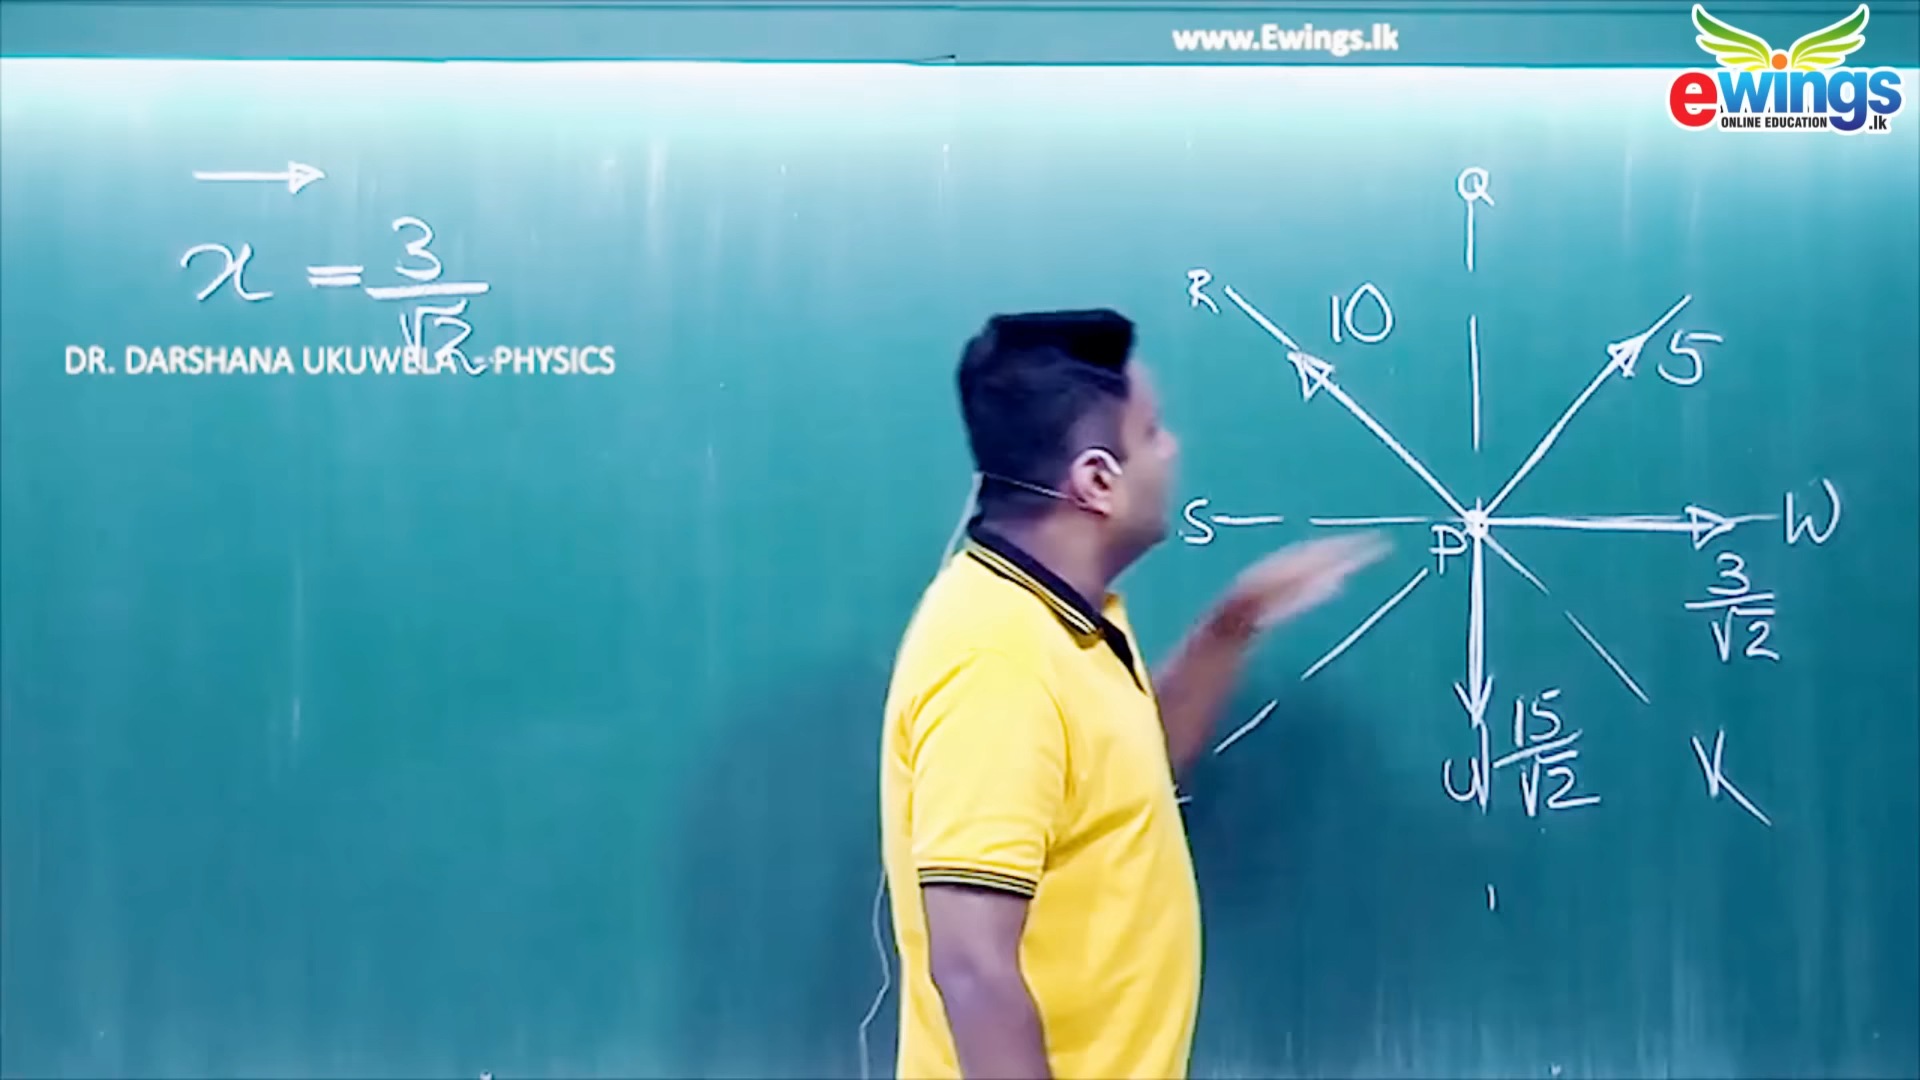 www.Ewings.lk
ewings
ONLINE EDUCATION .lk
x = 3/√2
DR. DARSHANA UKUWELA - PHYSICS
Q
R
10
5
S
P
W
3/√2
U
15/√2
V